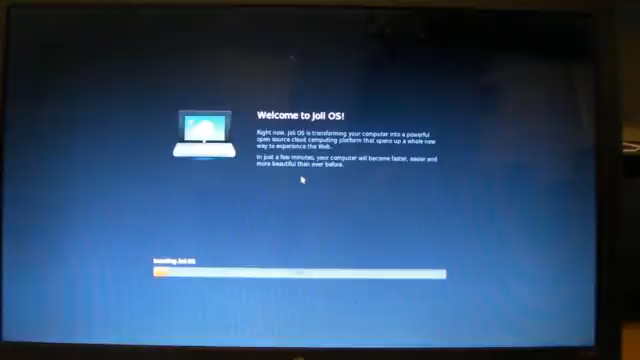 Welcome to Joli OS!
Right now, Joli OS is transforming your computer into a powerful
open source cloud computing platform that opens up a whole new
way to experience the Web.
In just a few minutes, your computer will become faster, easier and
more beautiful than ever before.
Installing Joli OS